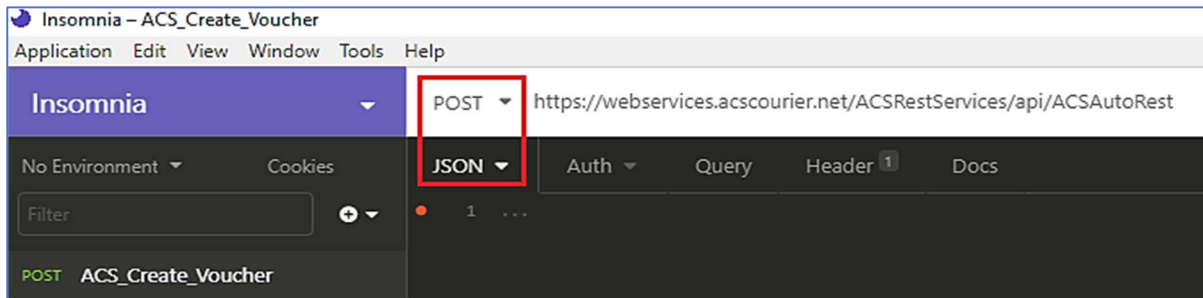 Insomnia – ACS_Create_Voucher
Application Edit View Window Tools Help
Insomnia POST https://webservices.acscourier.net/ACSRestServices/api/ACSAutoRest
No Environment Cookies JSON Auth Query Header 1 Docs
Filter 1 ...
POST ACS_Create_Voucher